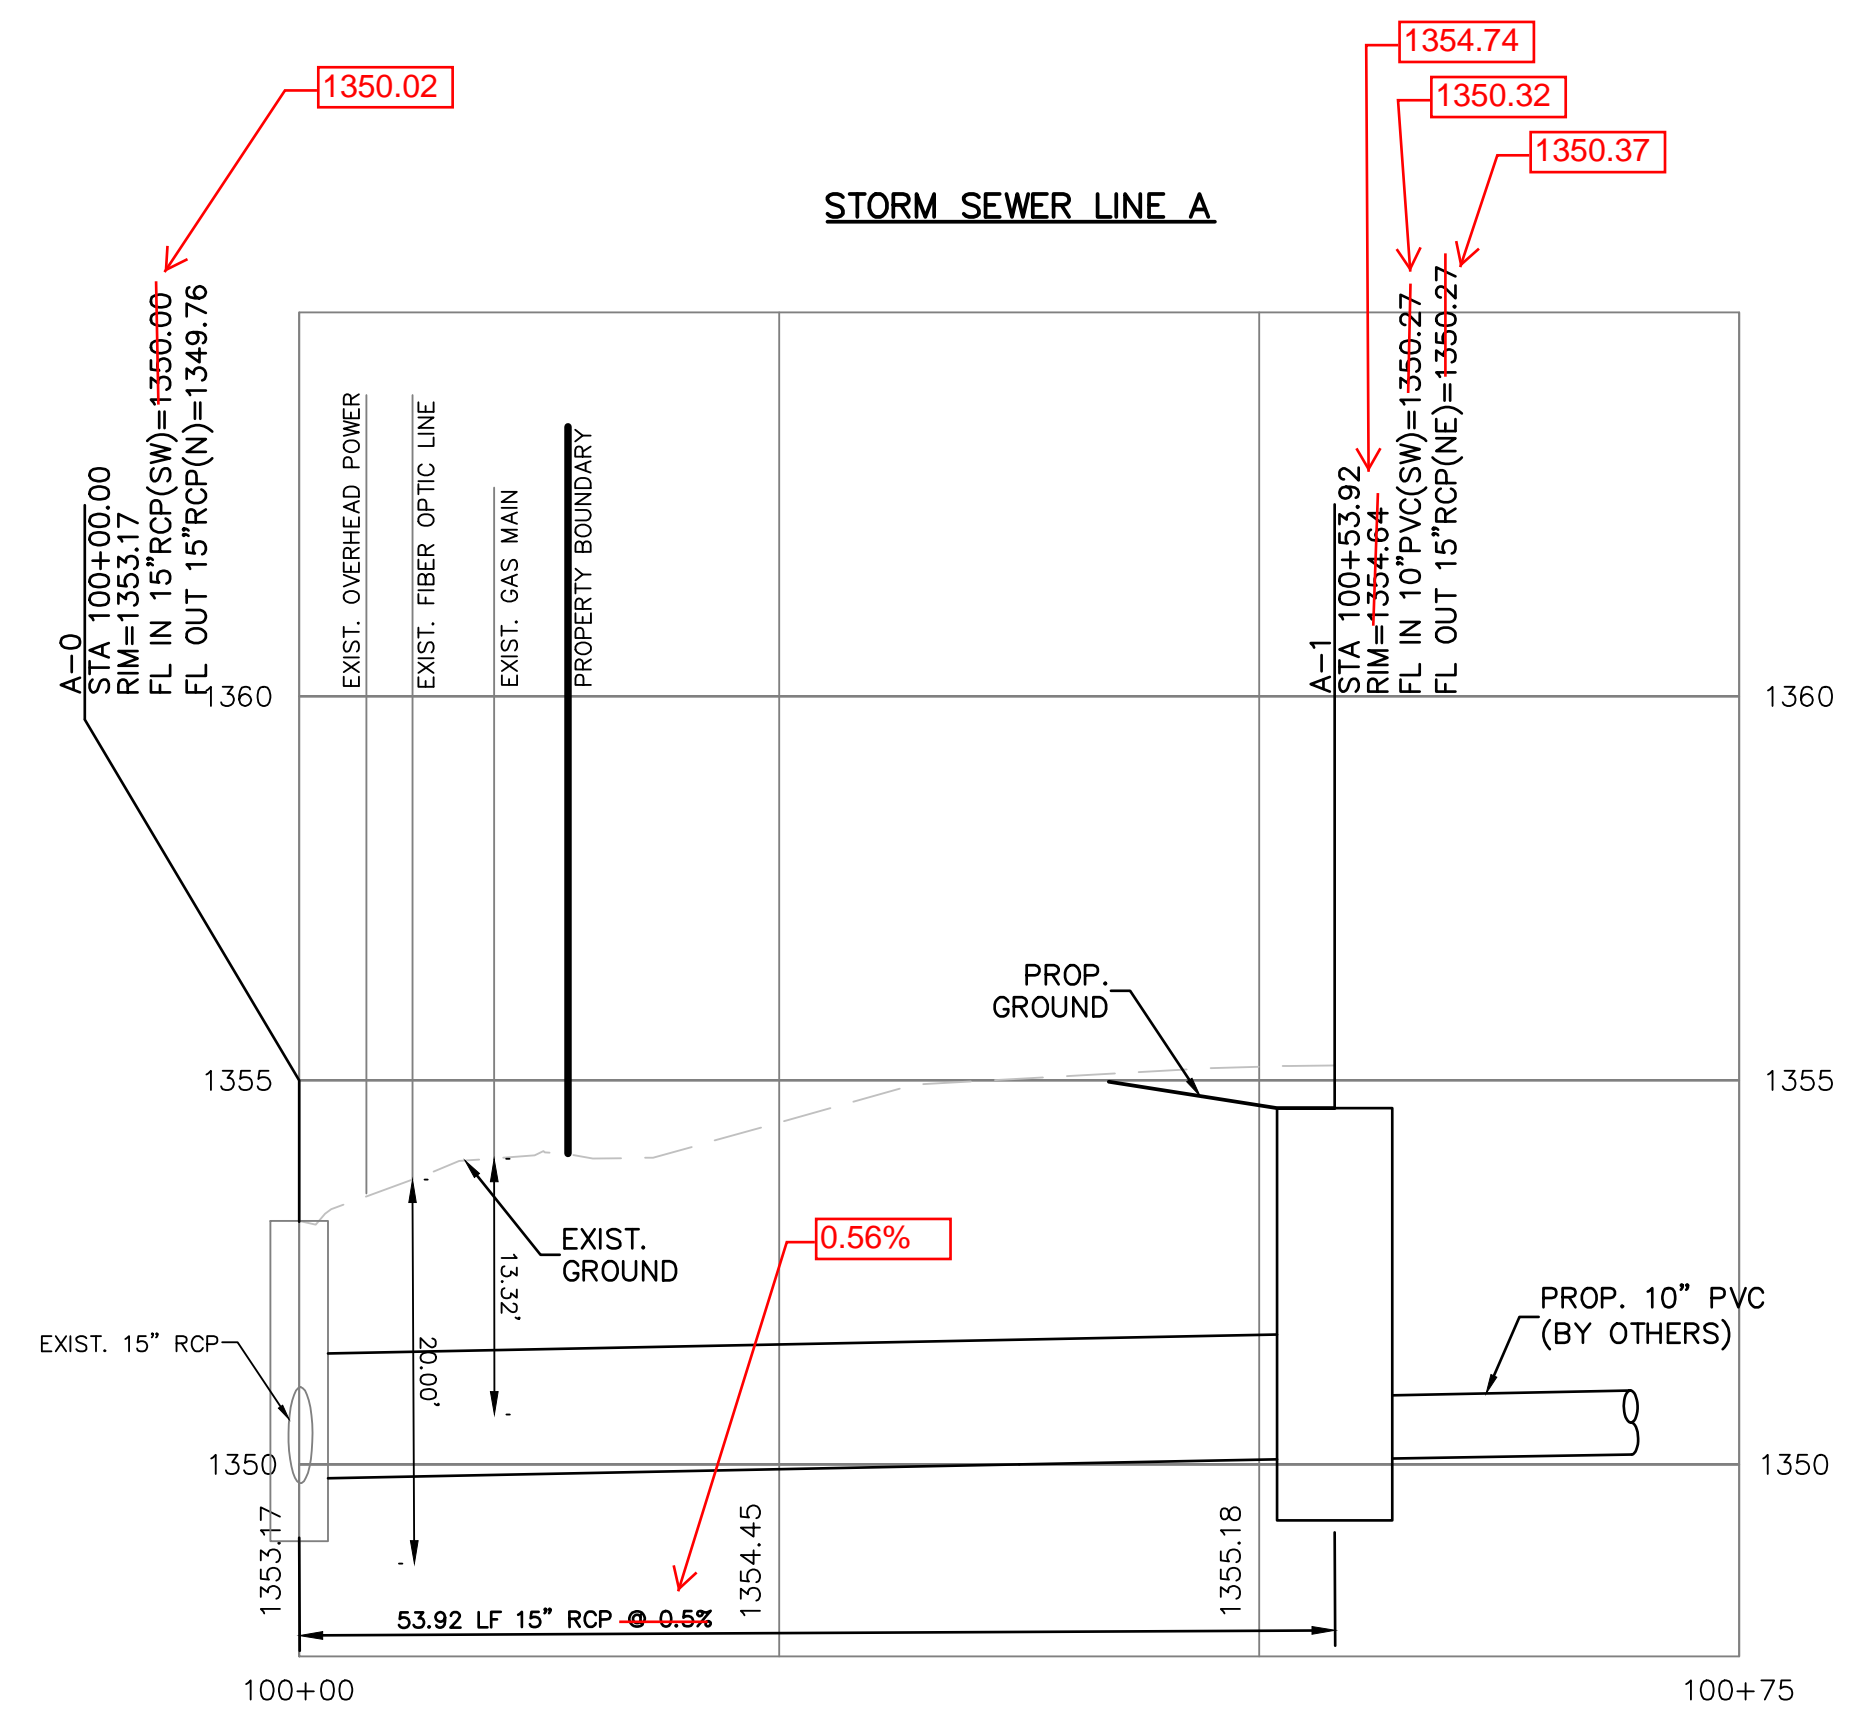 1354.74
1350.02
1350.32
1350.37
STORM SEWER LINE A
A-0
STA 100+00.00
RIM=1353.17
FL IN 15"RCP(SW)=1350.00
FL OUT 15"RCP(N)=1349.76
EXIST. OVERHEAD POWER
EXIST. FIBER OPTIC LINE
EXIST. GAS MAIN
PROPERTY BOUNDARY
A-1
STA 100+53.92
RIM=1354.64
FL IN 10"PVC(SW)=1350.27
FL OUT 15"RCP(NE)=1350.27
1360
1360
PROP.
GROUND
1355
1355
EXIST.
GROUND
0.56%
13.32'
20.00'
EXIST. 15" RCP
PROP. 10" PVC
(BY OTHERS)
1350
1350
1353.17
1354.45
1355.18
53.92 LF 15" RCP @ 0.5%
100+00
100+75